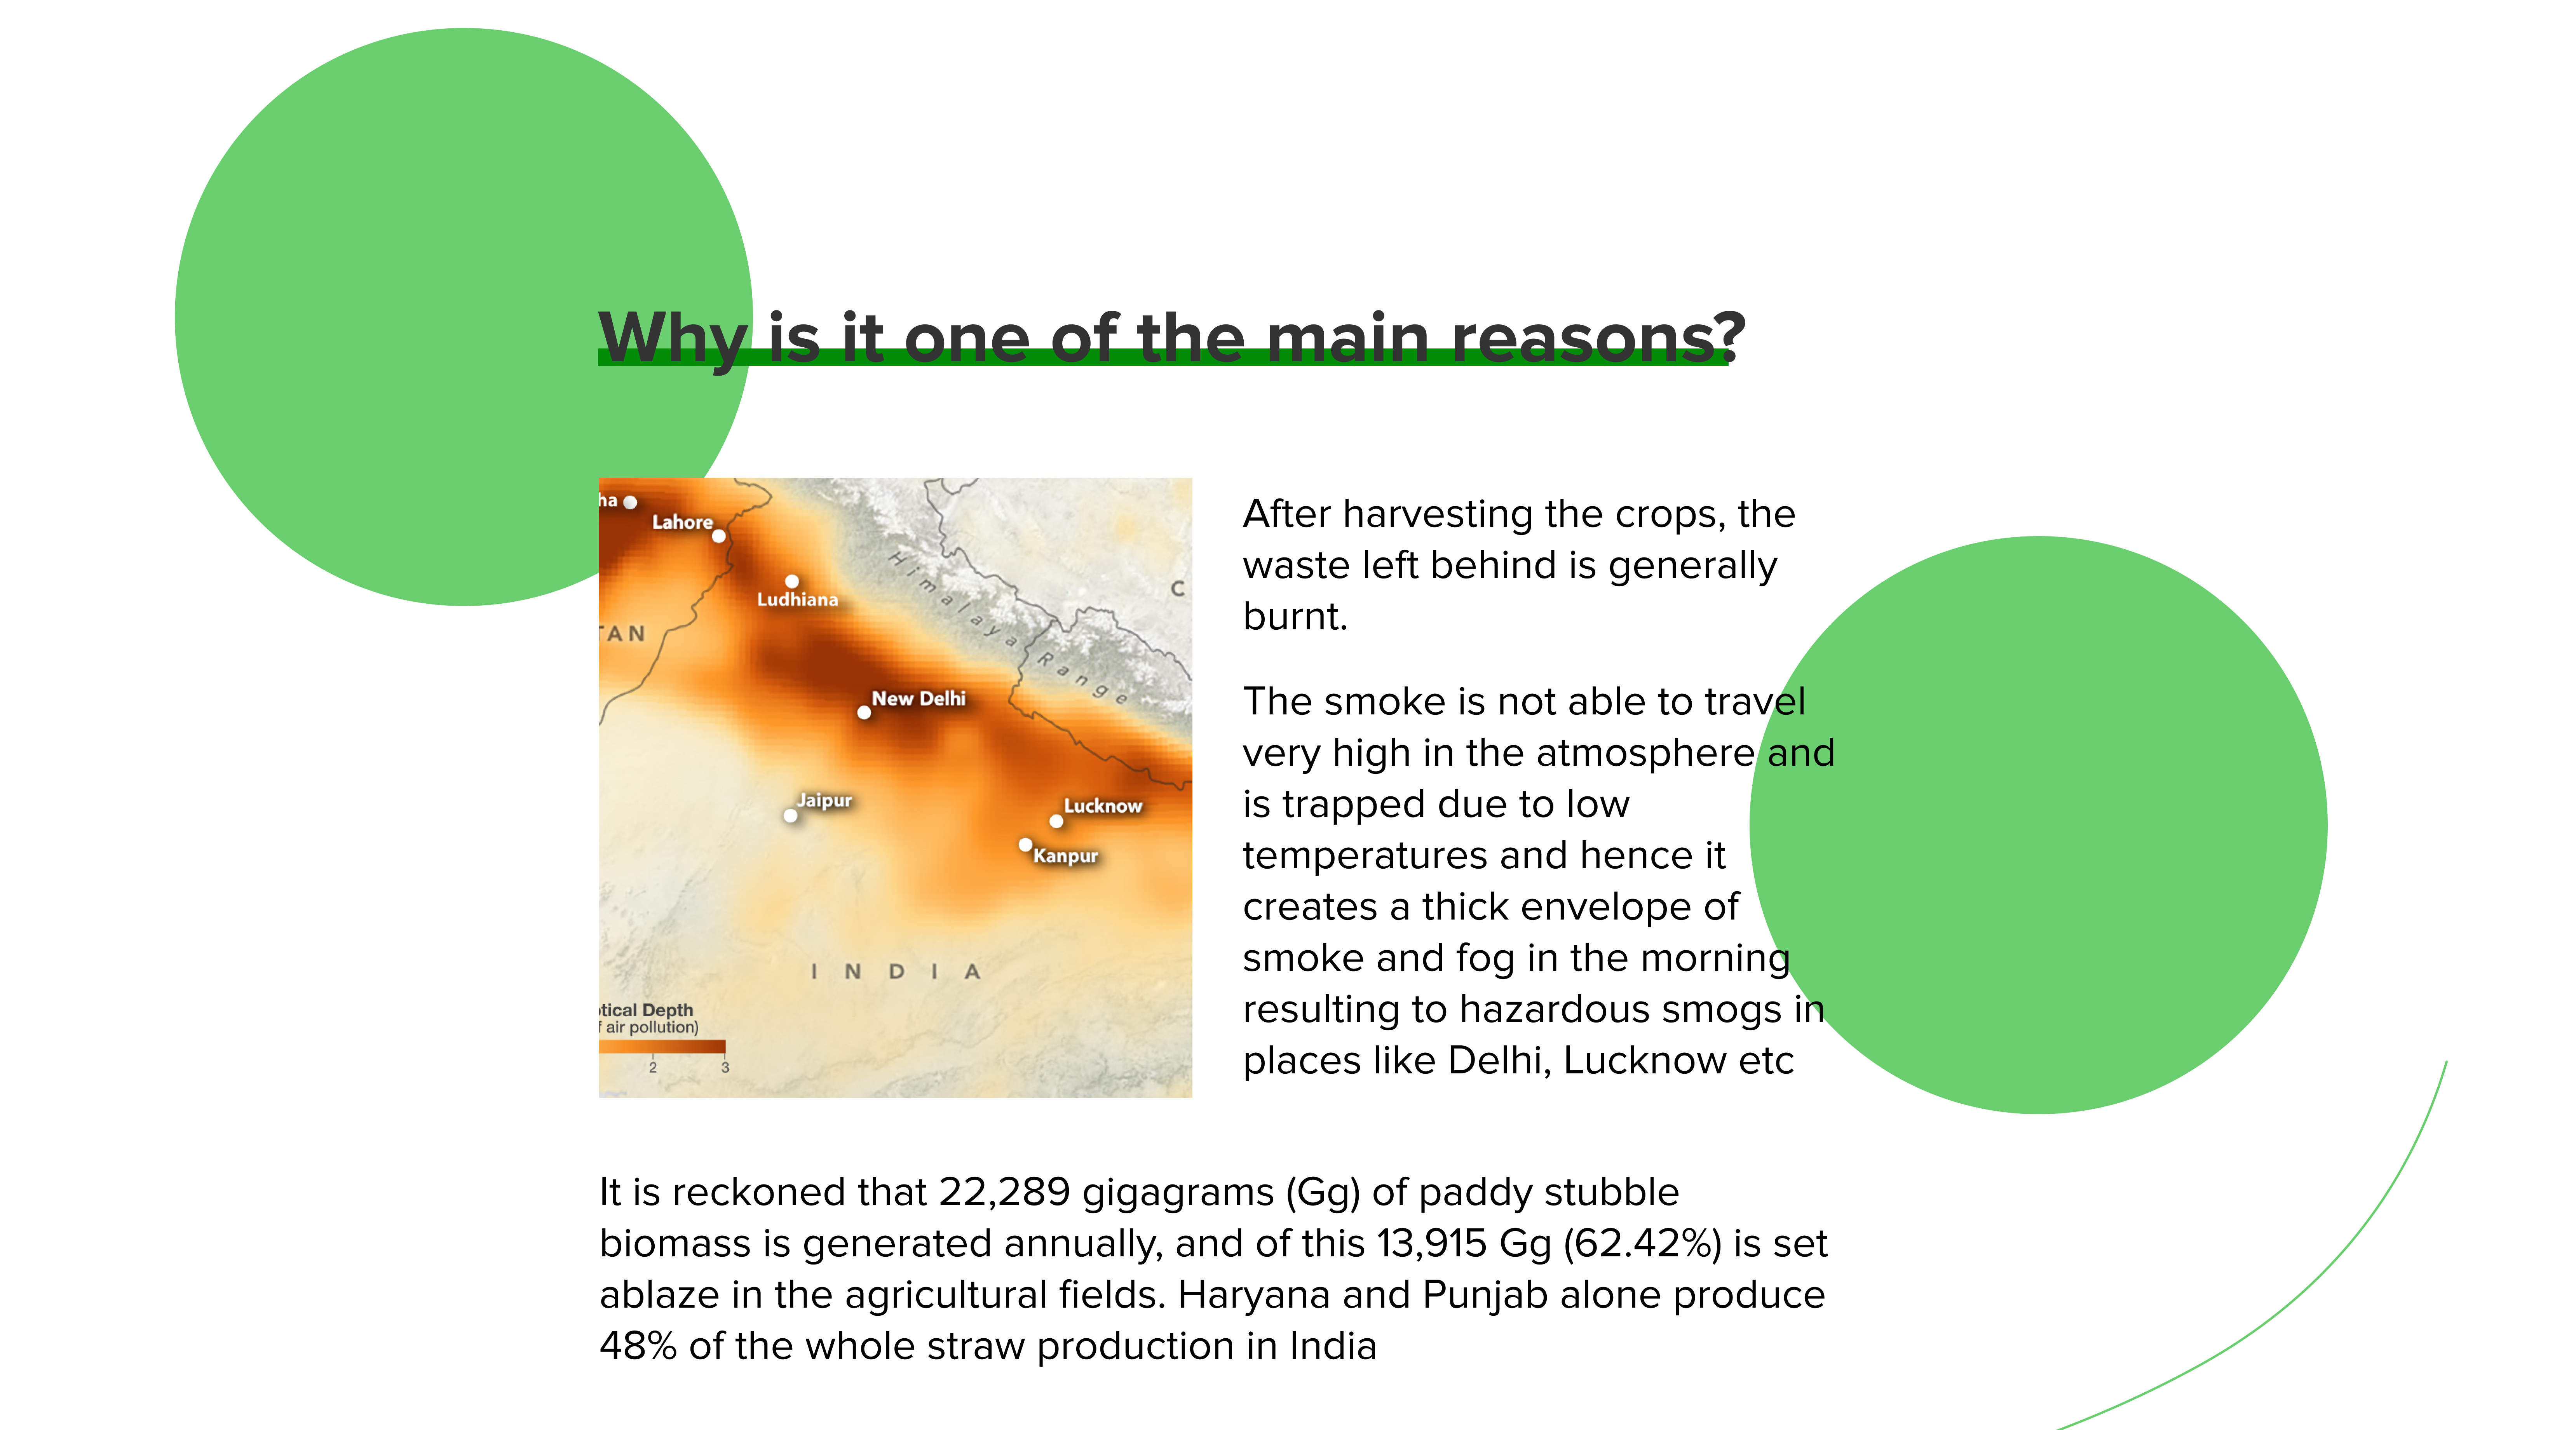 Why is it one of the main reasons?
ha
Lahore
Ludhiana
TAN
Himalaya Range
C
New Delhi
Jaipur
Lucknow
Kanpur
INDIA
tical Depth
f air pollution)
2 3
After harvesting the crops, the
waste left behind is generally
burnt.
The smoke is not able to travel
very high in the atmosphere and
is trapped due to low
temperatures and hence it
creates a thick envelope of
smoke and fog in the morning
resulting to hazardous smogs in
places like Delhi, Lucknow etc
It is reckoned that 22,289 gigagrams (Gg) of paddy stubble
biomass is generated annually, and of this 13,915 Gg (62.42%) is set
ablaze in the agricultural fields. Haryana and Punjab alone produce
48% of the whole straw production in India